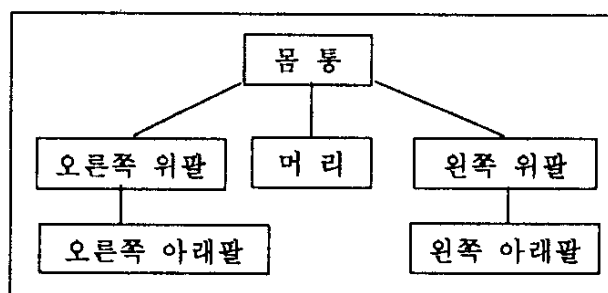 몸 통
오른쪽 위팔 머 리 왼쪽 위팔
오른쪽 아래팔 왼쪽 아래팔